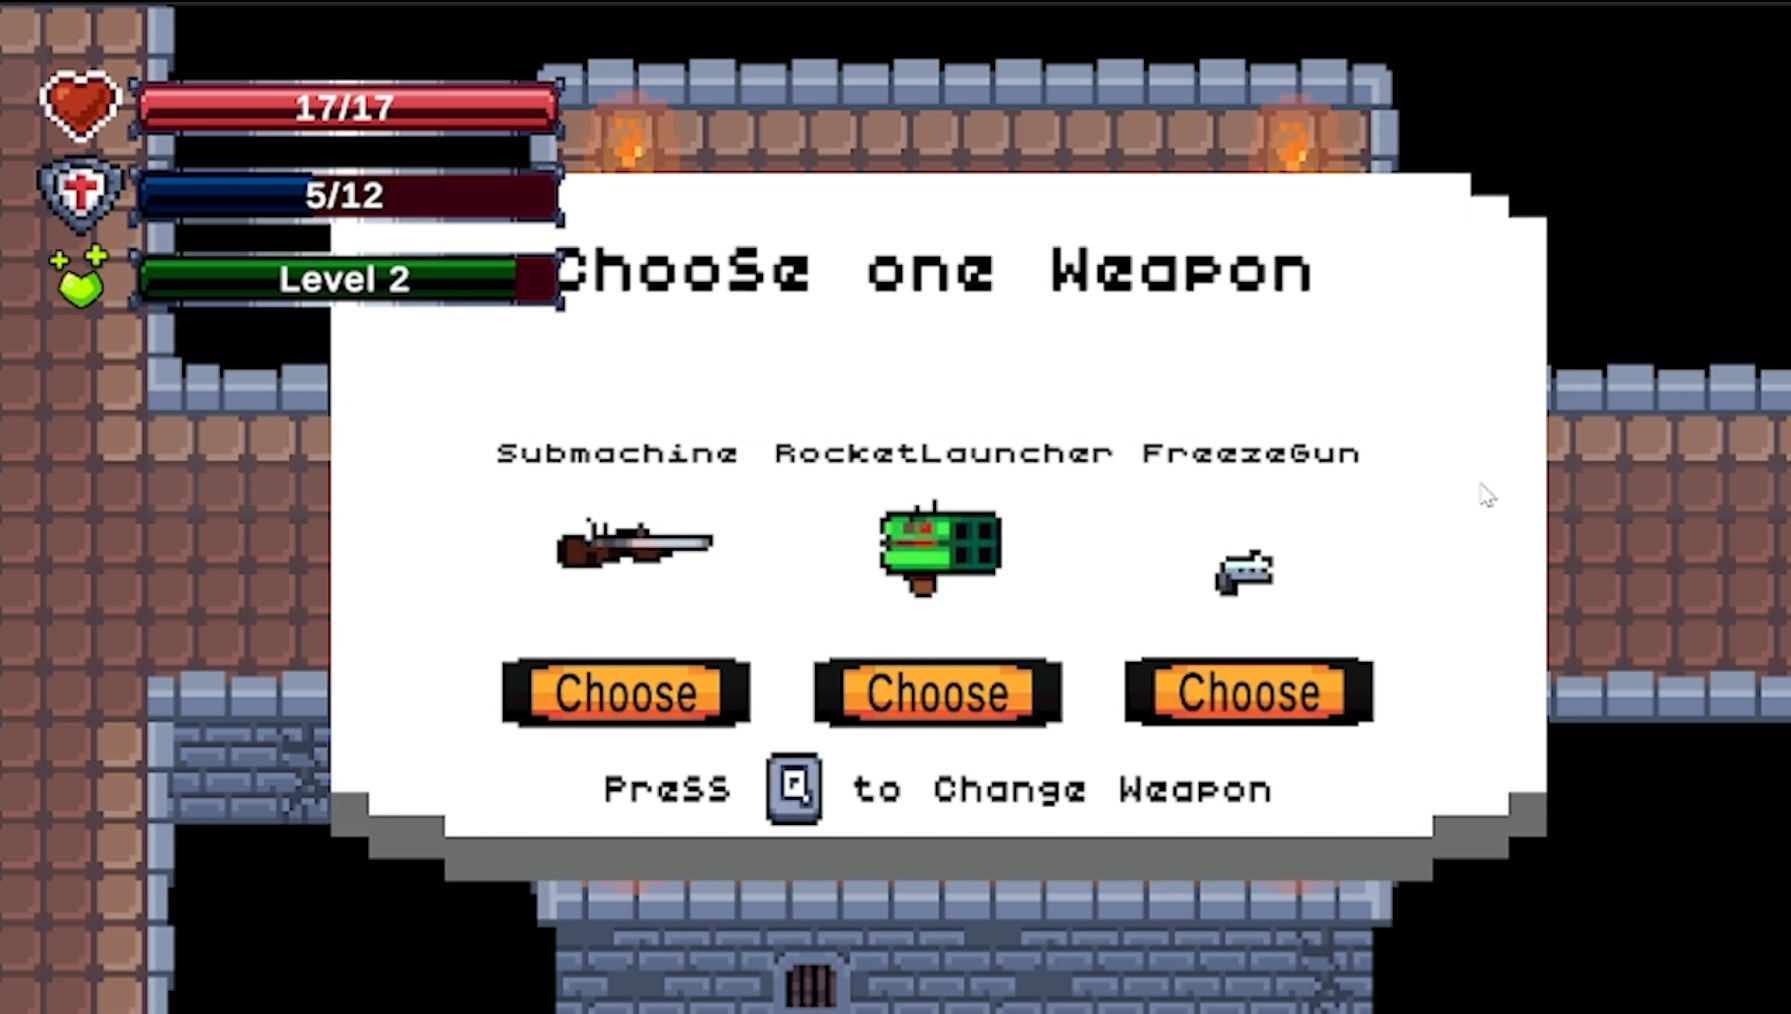 17/17
5/12
Level 2
ChooSe one Weapon
Submachine RocketLauncher FreezeGun
Choose Choose Choose
PreSS Q to Change Weapon